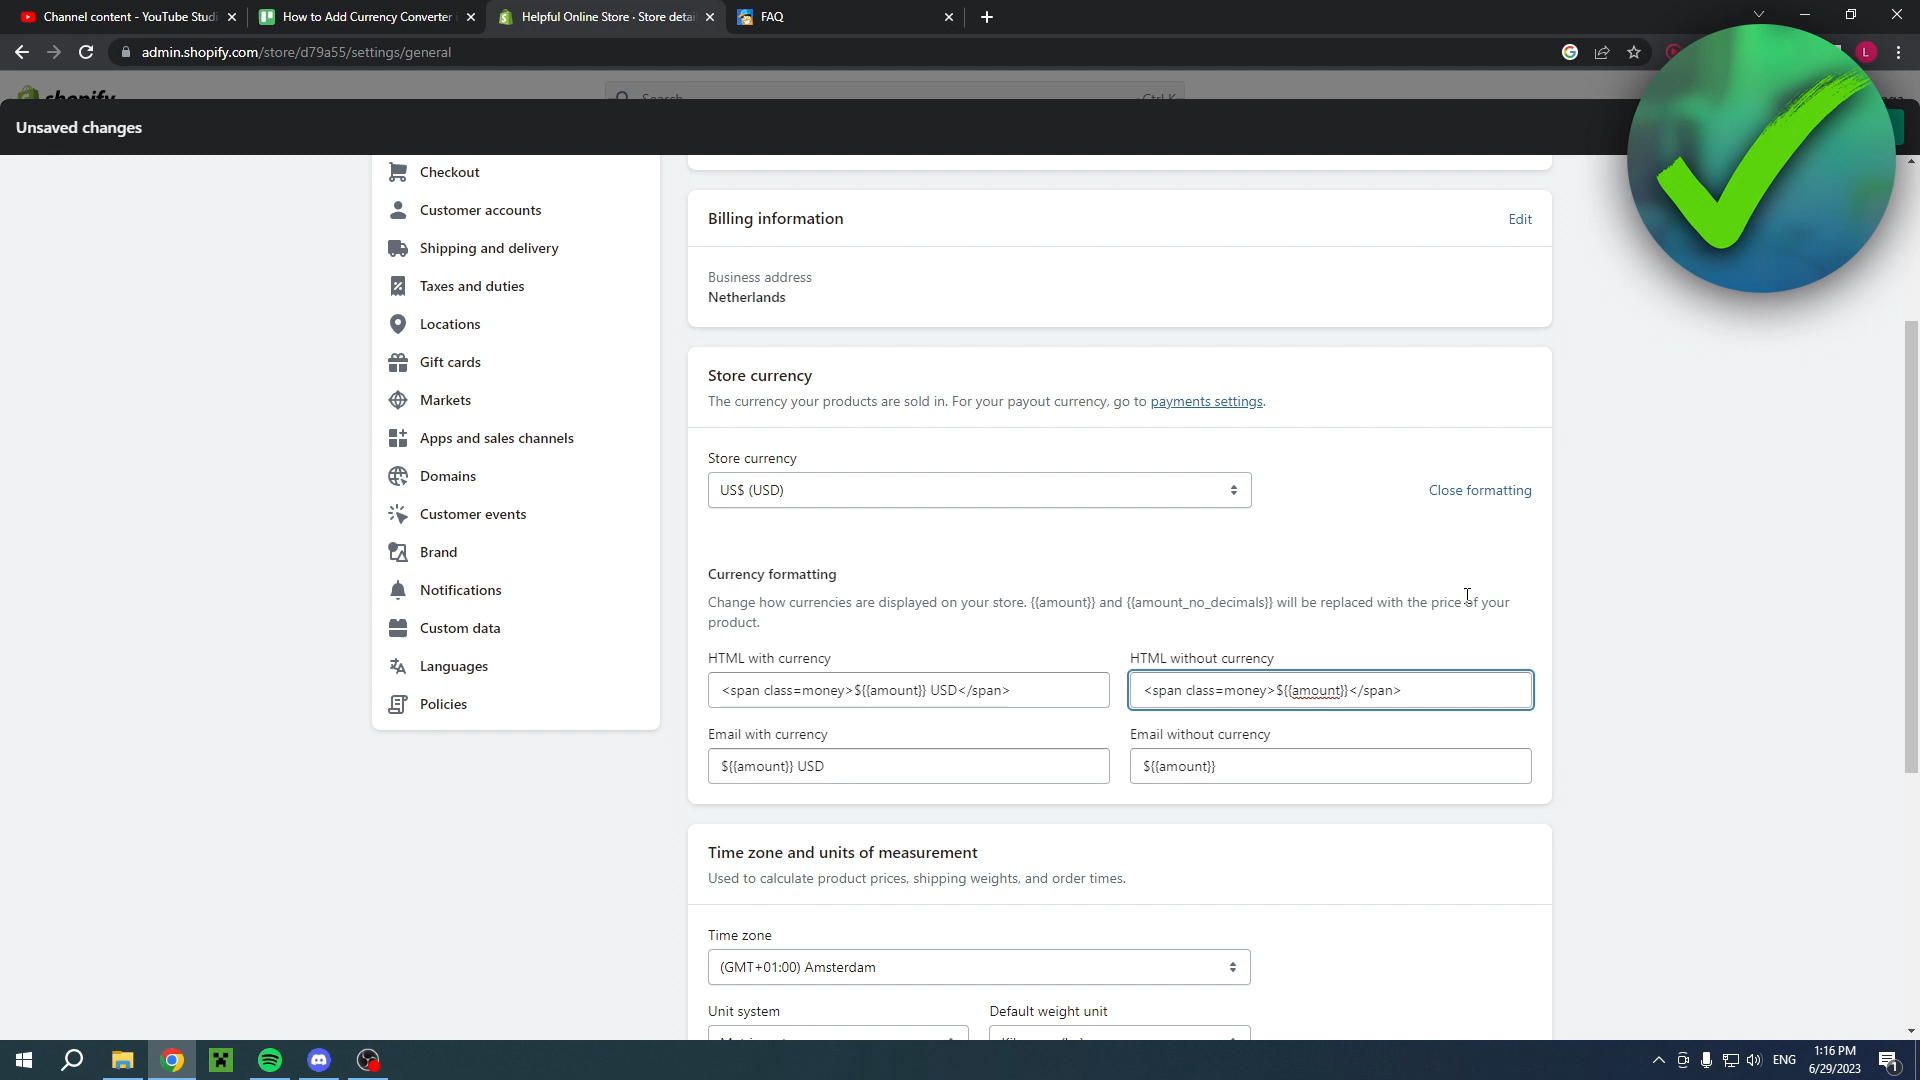 Channel content - YouTube Studi
How to Add Currency Converter i
Helpful Online Store · Store detai
FAQ
admin.shopify.com/store/d79a55/settings/general
L
shopify
Search
Ctrl K
Unsaved changes
Checkout
Customer accounts
Shipping and delivery
Taxes and duties
Locations
Gift cards
Markets
Apps and sales channels
Domains
Customer events
Brand
Notifications
Custom data
Languages
Policies
Billing information
Edit
Business address
Netherlands
Store currency
The currency your products are sold in. For your payout currency, go to payments settings.
Store currency
US$ (USD)
Close formatting
Currency formatting
Change how currencies are displayed on your store. {{amount}} and {{amount_no_decimals}} will be replaced with the price of your
product.
HTML with currency
HTML without currency
<span class=money>${{amount}} USD</span>
<span class=money>${{amount}}</span>
Email with currency
Email without currency
${{amount}} USD
${{amount}}
Time zone and units of measurement
Used to calculate product prices, shipping weights, and order times.
Time zone
(GMT+01:00) Amsterdam
Unit system
Default weight unit
ENG
1:16 PM
6/29/2023
1